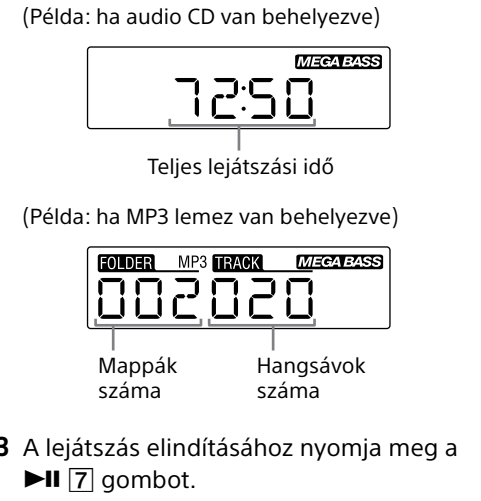 (Példa: ha audio CD van behelyezve)
MEGA BASS
72:50
Teljes lejátszási idő
(Példa: ha MP3 lemez van behelyezve)
FOLDER MP3 TRACK MEGA BASS
002020
Mappák Hangsávok
száma száma
3 A lejátszás elindításához nyomja meg a
►II 7 gombot.